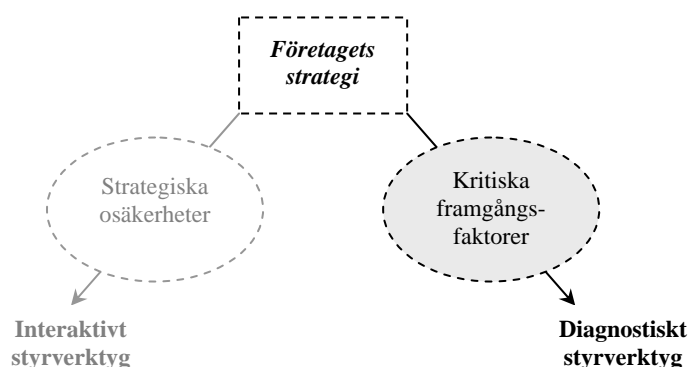 Företagets
strategi
Strategiska
osäkerheter
Kritiska
framgångs-
faktorer
Interaktivt
styrverktyg
Diagnostiskt
styrverktyg